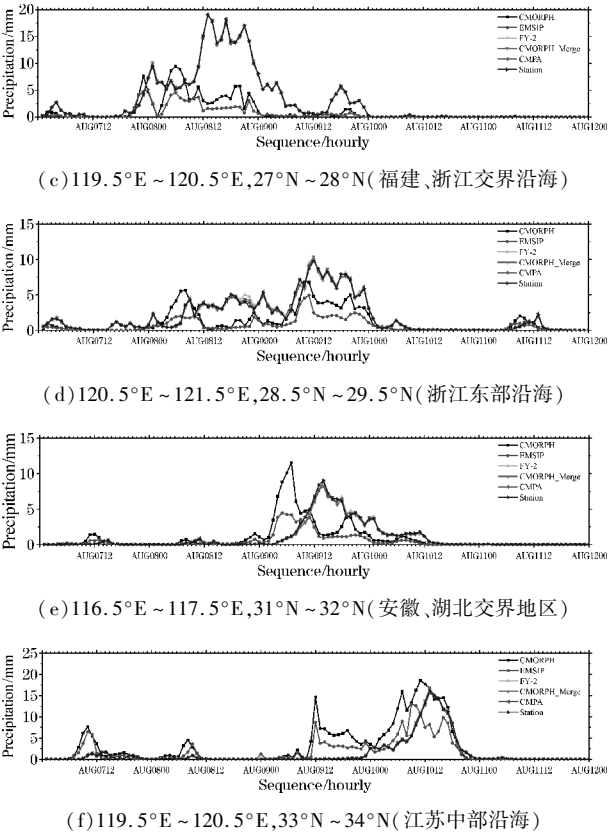 Precipitation/mm
20
15
10
5
0
CMORPH
EMSIP
FY-2
CMORPH_Merge
CMPA
Station
AUG0712 AUG0800 AUG0812 AUG0900 AUG0912 AUG1000 AUG1012 AUG1100 AUG1112 AUG1200
Sequence/hourly
(c)119.5°E~120.5°E,27°N~28°N(福建、浙江交界沿海)
Precipitation/mm
15
10
5
0
CMORPH
EMSIP
FY-2
CMORPH_Merge
CMPA
Station
AUG0712 AUG0800 AUG0812 AUG0900 AUG0912 AUG1000 AUG1012 AUG1100 AUG1112 AUG1200
Sequence/hourly
(d)120.5°E~121.5°E,28.5°N~29.5°N(浙江东部沿海)
Precipitation/mm
15
10
5
0
CMORPH
EMSIP
FY-2
CMORPH_Merge
CMPA
Station
AUG0712 AUG0800 AUG0812 AUG0900 AUG0912 AUG1000 AUG1012 AUG1100 AUG1112 AUG1200
Sequence/hourly
(e)116.5°E~117.5°E,31°N~32°N(安徽、湖北交界地区)
Precipitation/mm
25
20
15
10
5
0
CMORPH
EMSIP
FY-2
CMORPH_Merge
CMPA
Station
AUG0712 AUG0800 AUG0812 AUG0900 AUG0912 AUG1000 AUG1012 AUG1100 AUG1112 AUG1200
Sequence/hourly
(f)119.5°E~120.5°E,33°N~34°N(江苏中部沿海)